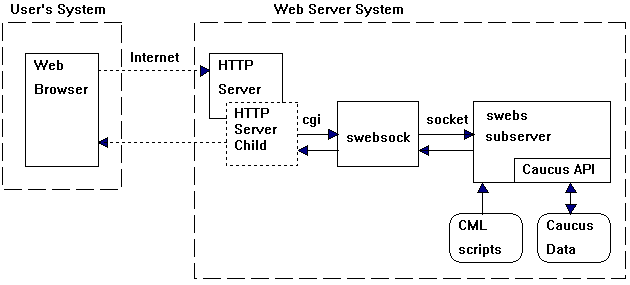 User's System
Web Server System
Web
Browser
Internet
HTTP
Server
HTTP
Server
Child
cgi
swebsock
socket
swebs
subserver
Caucus API
CML
scripts
Caucus
Data